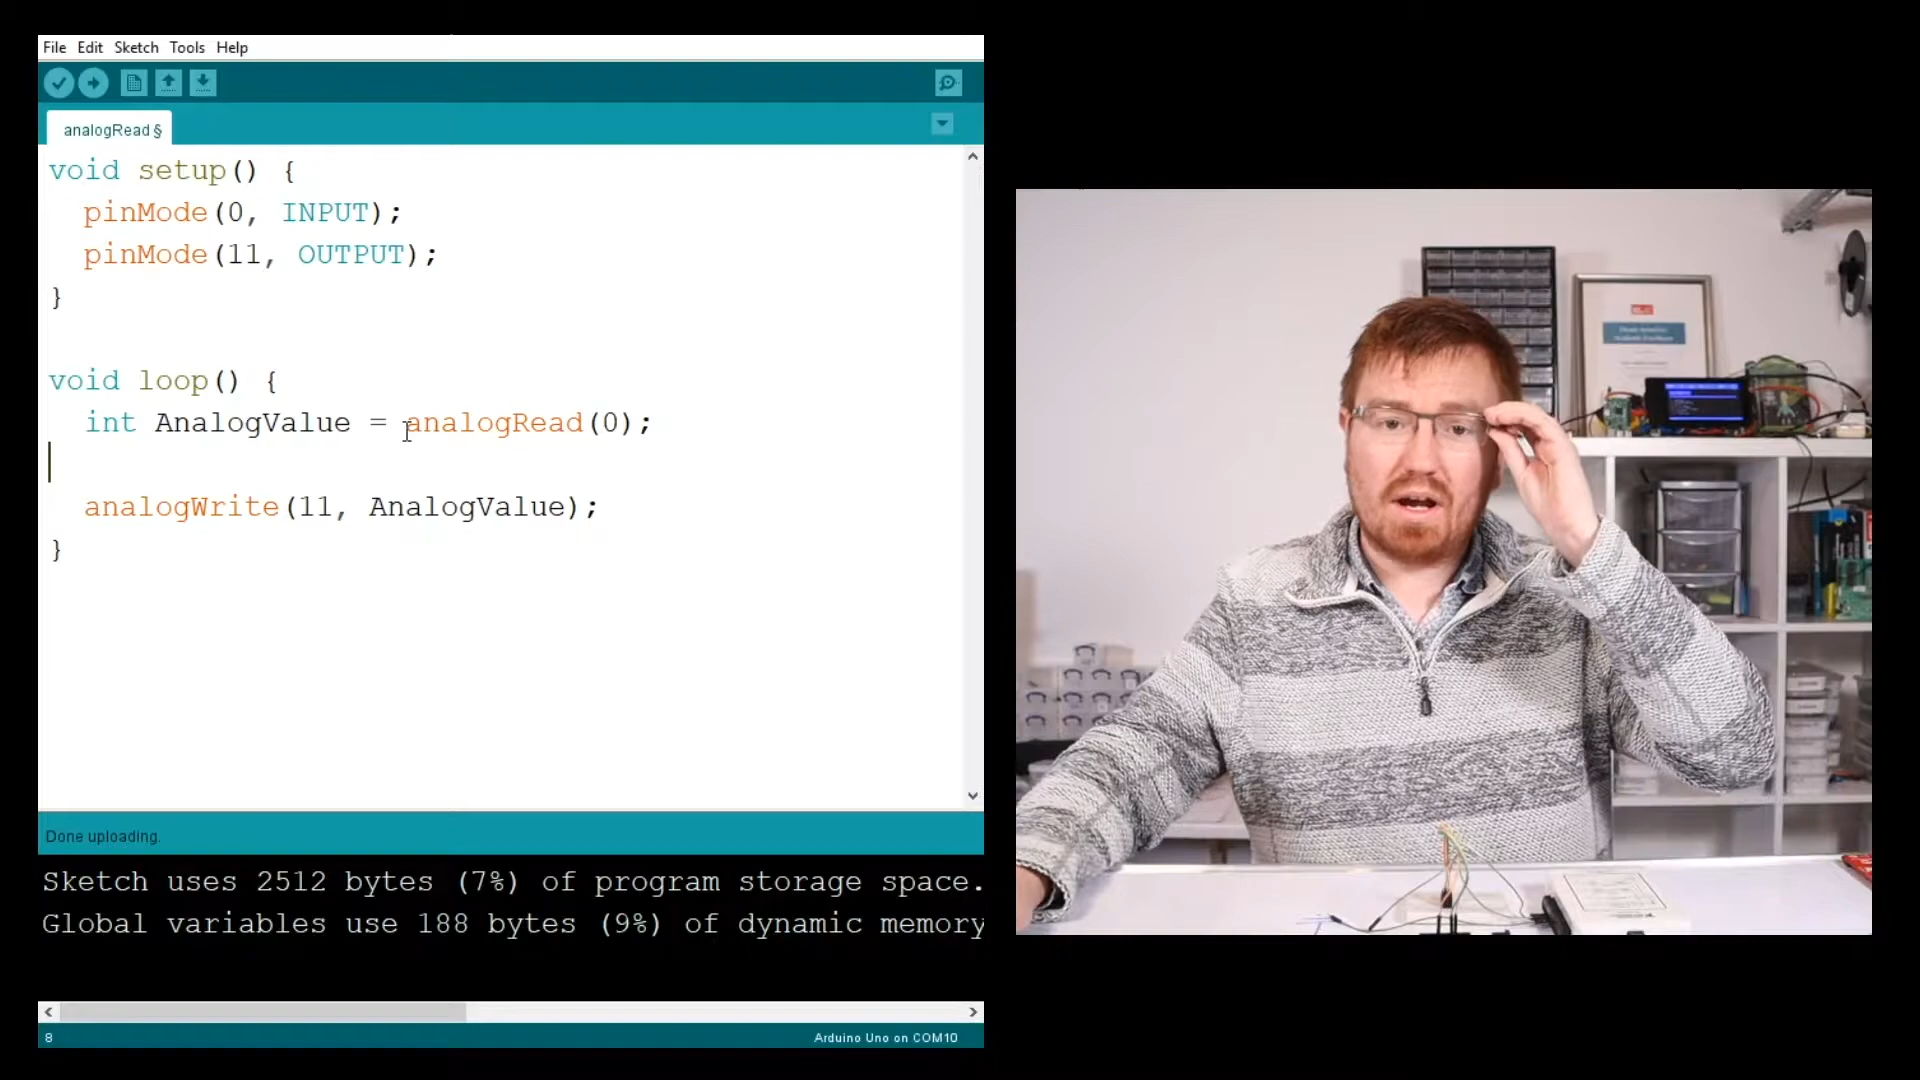 File Edit Sketch Tools Help
analogRead §
void setup() {
pinMode(0, INPUT);
pinMode(11, OUTPUT);
}
void loop() {
int AnalogValue = analogRead(0);
analogWrite(11, AnalogValue);
}
Done uploading.
Sketch uses 2512 bytes (7%) of program storage space.
Global variables use 188 bytes (9%) of dynamic memory
8
Arduino Uno on COM10